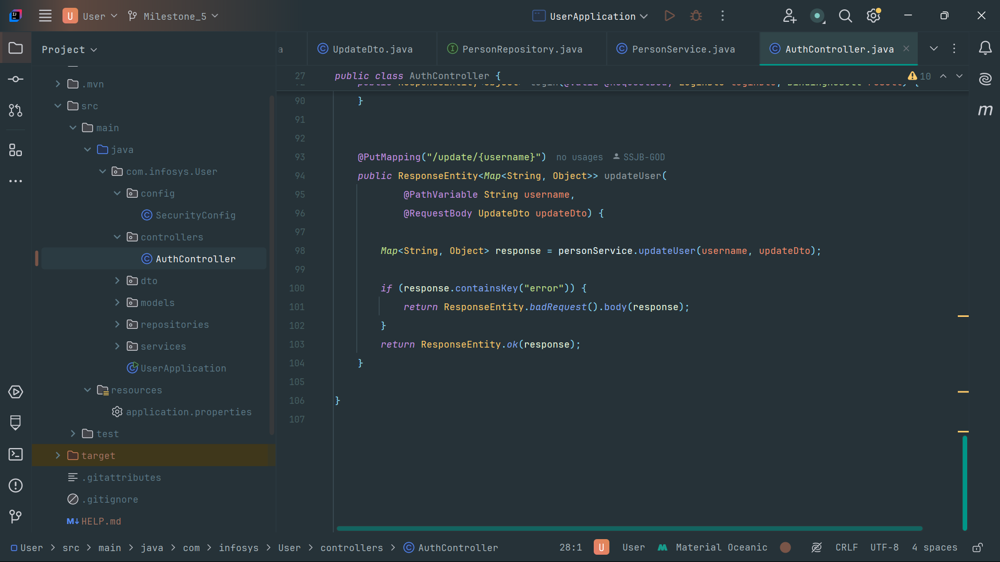 U User Milestone_5 UserApplication
Project
a UpdateDto.java PersonRepository.java PersonService.java AuthController.java
27 public class AuthController { 10
.mvn
src
main
java
com.infosys.User
config
SecurityConfig
controllers
AuthController
dto
models
repositories
services
UserApplication
resources
application.properties
test
target
.gitattributes
.gitignore
M↓ HELP.md
90 }
91
92
93 @PutMapping("/update/{username}") no usages SSJB-GOD
94 public ResponseEntity<Map<String, Object>> updateUser(
95 @PathVariable String username,
96 @RequestBody UpdateDto updateDto) {
97
98 Map<String, Object> response = personService.updateUser(username, updateDto);
99
100 if (response.containsKey("error")) {
101 return ResponseEntity.badRequest().body(response);
102 }
103 return ResponseEntity.ok(response);
104 }
105
106 }
107
User > src > main > java > com > infosys > User > controllers > AuthController 28:1 U User Material Oceanic CRLF UTF-8 4 spaces